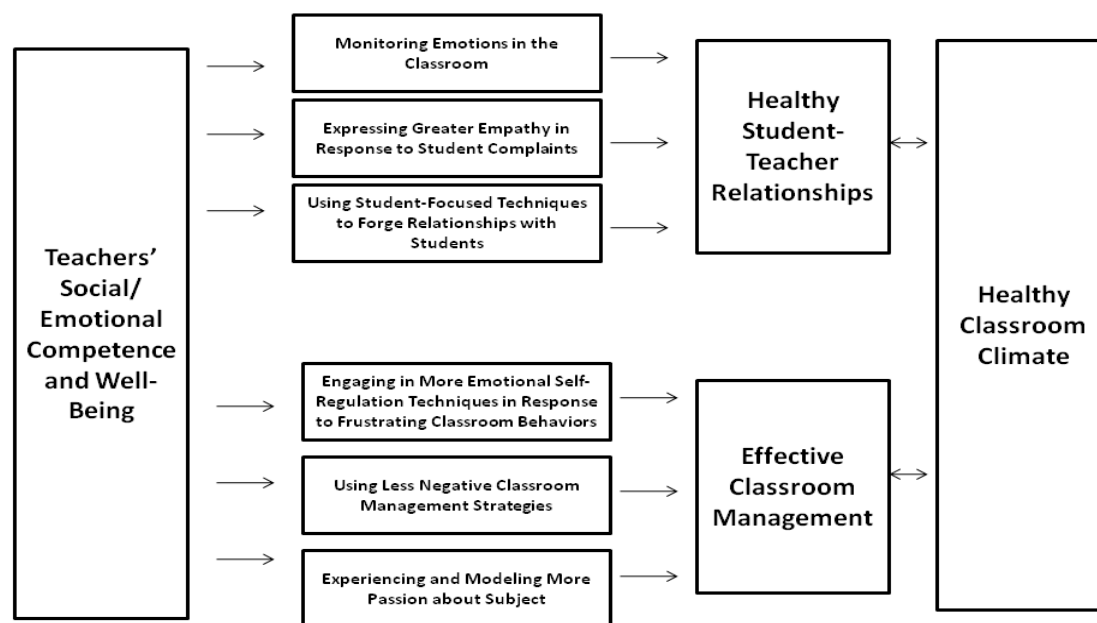 Teachers’
Social/
Emotional
Competence
and Well-
Being
Monitoring Emotions in the
Classroom
Expressing Greater Empathy in
Response to Student Complaints
Using Student-Focused Techniques
to Forge Relationships with
Students
Engaging in More Emotional Self-
Regulation Techniques in Response
to Frustrating Classroom Behaviors
Using Less Negative Classroom
Management Strategies
Experiencing and Modeling More
Passion about Subject
Healthy
Student-
Teacher
Relationships
Effective
Classroom
Management
Healthy
Classroom
Climate